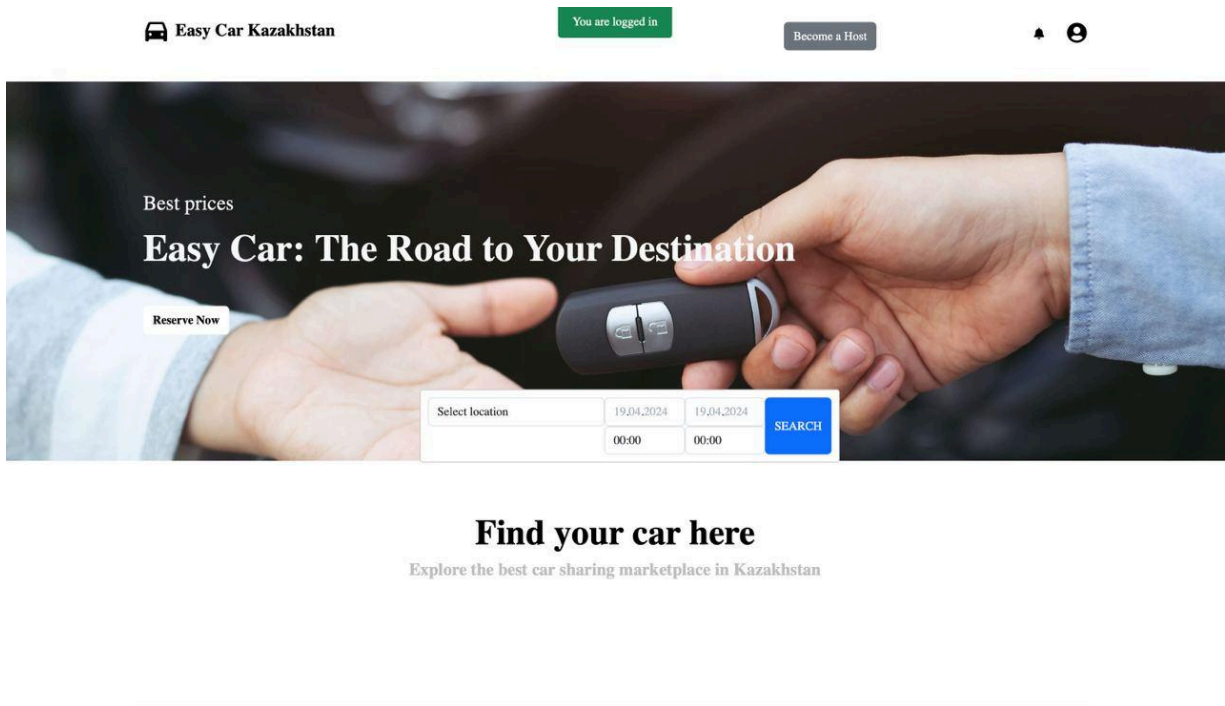 Easy Car Kazakhstan
You are logged in
Become a Host
Best prices
Easy Car: The Road to Your Destination
Reserve Now
Select location
19.04.2024
19.04.2024
SEARCH
00:00
00:00
Find your car here
Explore the best car sharing marketplace in Kazakhstan